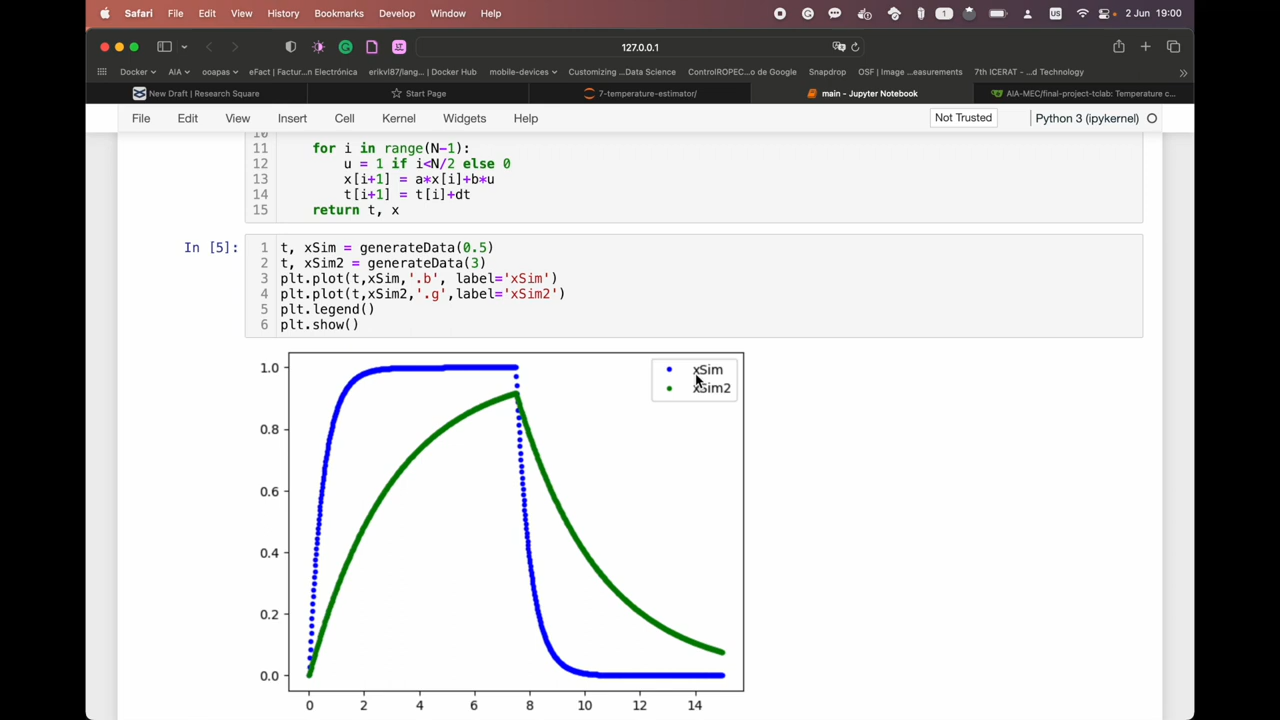 Safari File Edit View History Bookmarks Develop Window Help 1 US 2 Jun 19:00
127.0.0.1
Docker AIA ooapas eFact | Factur...n Electrónica erikvl87/lang... | Docker Hub mobile-devices Customizing ...Data Science ControlROPEC...o de Google Snapdrop OSF | Image ...easurements 7th ICERAT - ...d Technology
New Draft | Research Square Start Page 7-temperature-estimator/ main - Jupyter Notebook AIA-MEC/final-project-tclab: Temperature c...
File Edit View Insert Cell Kernel Widgets Help Not Trusted Python 3 (ipykernel)
10
11 for i in range(N-1):
12 u = 1 if i<N/2 else 0
13 x[i+1] = a*x[i]+b*u
14 t[i+1] = t[i]+dt
15 return t, x
In [5]: 1 t, xSim = generateData(0.5)
2 t, xSim2 = generateData(3)
3 plt.plot(t,xSim,'.b', label='xSim')
4 plt.plot(t,xSim2,'.g',label='xSim2')
5 plt.legend()
6 plt.show()
1.0
xSim
xSim2
0.8
0.6
0.4
0.2
0.0
0 2 4 6 8 10 12 14